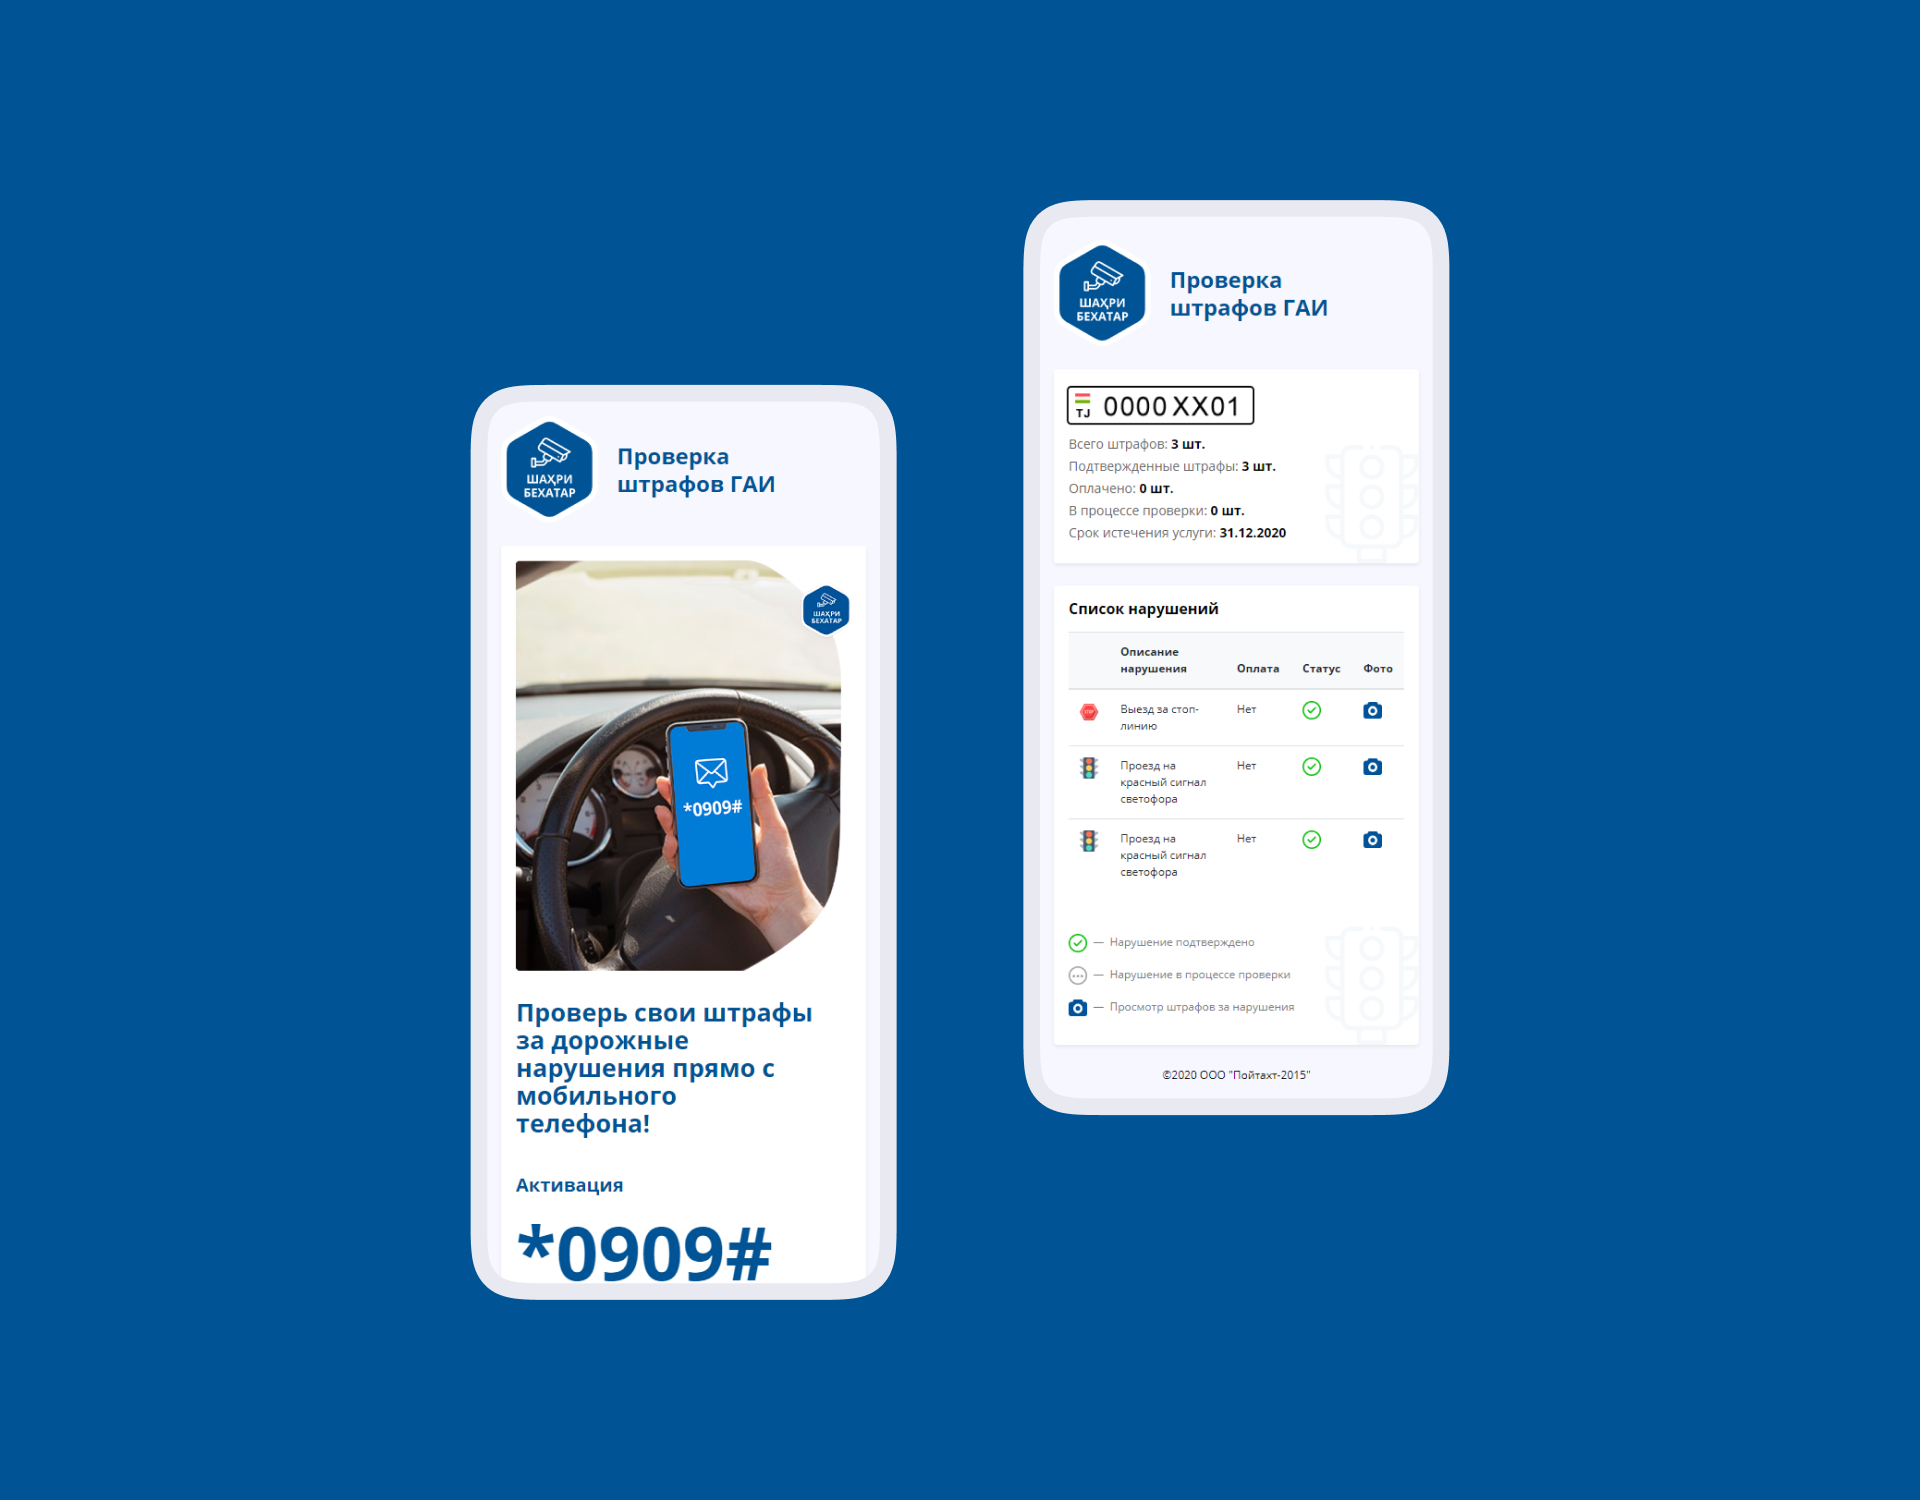 ШАҲРИ
БЕХАТАР
Проверка
штрафов ГАИ
ШАҲРИ
БЕХАТАР
*0909#
Проверь свои штрафы
за дорожные
нарушения прямо с
мобильного
телефона!
Активация
*0909#
ШАҲРИ
БЕХАТАР
Проверка
штрафов ГАИ
TJ 0000 XX01
Всего штрафов: 3 шт.
Подтвержденные штрафы: 3 шт.
Оплачено: 0 шт.
В процессе проверки: 0 шт.
Срок истечения услуги: 31.12.2020
Список нарушений
Описание
нарушения Оплата Статус Фото
STOP Выезд за стоп- Нет
линию
Проезд на Нет
красный сигнал
светофора
Проезд на Нет
красный сигнал
светофора
— Нарушение подтверждено
— Нарушение в процессе проверки
— Просмотр штрафов за нарушения
©2020 ООО "Пойтахт-2015"